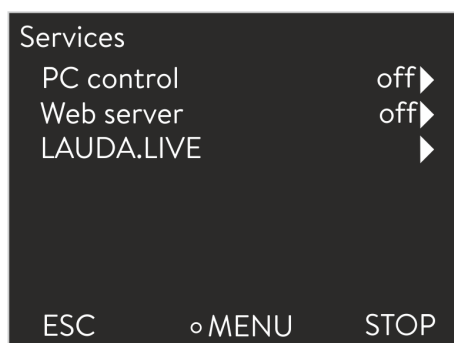 Services
PC control off
Web server off
LAUDA.LIVE
ESC MENU STOP